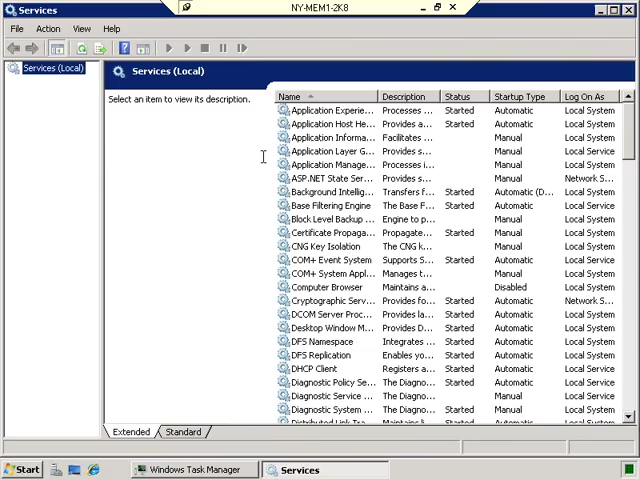 NY-MEM1-2K8
Services
File Action View Help
Services (Local)
Services (Local)
Select an item to view its description.
Name Description Status Startup Type Log On As
Application Experie... Processes ... Started Automatic Local System
Application Host He... Provides a... Started Automatic Local System
Application Informa... Facilitates ... Manual Local System
Application Layer G... Provides s... Manual Local Service
Application Manage... Processes i... Manual Local System
ASP.NET State Ser... Provides s... Manual Network S...
Background Intellig... Transfers f... Started Automatic (D... Local System
Base Filtering Engine The Base F... Started Automatic Local Service
Block Level Backup ... Engine to p... Manual Local System
Certificate Propaga... Propagate... Started Manual Local System
CNG Key Isolation The CNG k... Manual Local System
COM+ Event System Supports S... Started Automatic Local Service
COM+ System Appl... Manages t... Manual Local System
Computer Browser Maintains a... Disabled Local System
Cryptographic Serv... Provides fo... Started Automatic Network S...
DCOM Server Proc... Provides la... Started Automatic Local System
Desktop Window M... Provides D... Started Automatic Local System
DFS Namespace Integrates ... Started Automatic Local System
DFS Replication Enables yo... Started Automatic Local System
DHCP Client Registers a... Started Automatic Local Service
Diagnostic Policy Se... The Diagno... Started Automatic Local Service
Diagnostic Service ... The Diagno... Manual Local Service
Diagnostic System ... The Diagno... Started Manual Local System
Distributed Link Tra... Maintains li... Started Automatic Local System
Extended Standard
Start Windows Task Manager Services